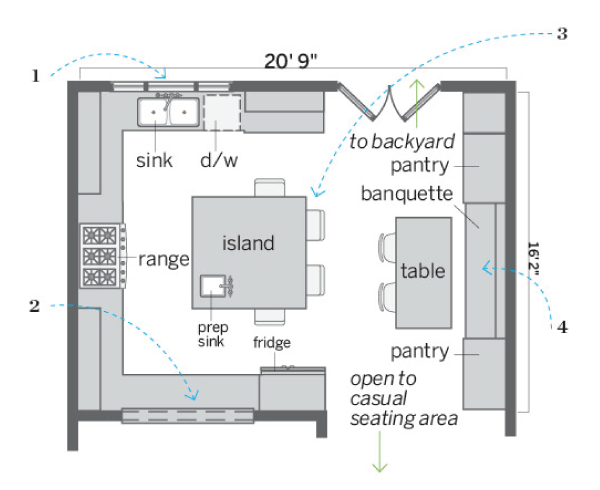 3
20' 9"
1
to backyard
sink
d/w
pantry
banquette
island
range
table
16'2"
2
prep
sink
fridge
4
pantry
open to
casual
seating area